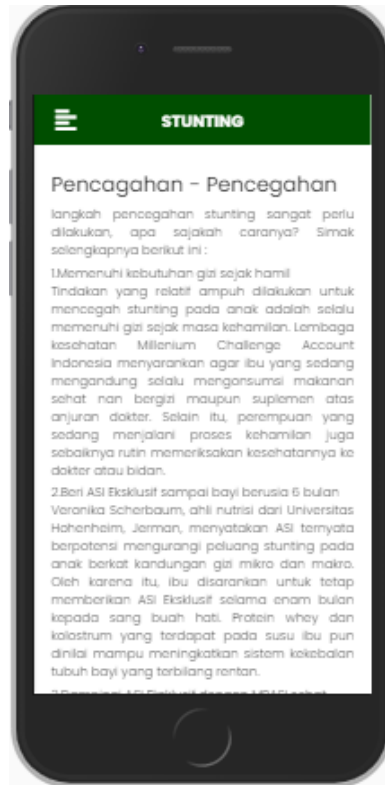 STUNTING
Pencagahan - Pencegahan
langkah pencegahan stunting sangat perlu
dilakukan, apa sajakah caranya? Simak
selengkapnya berikut ini :
1.Memenuhi kebutuhan gizi sejak hamil
Tindakan yang relatif ampuh dilakukan untuk
mencegah stunting pada anak adalah selalu
memenuhi gizi sejak masa kehamilan. Lembaga
kesehatan Millenium Challenge Account
Indonesia menyarankan agar ibu yang sedang
mengandung selalu mengonsumsi makanan
sehat nan bergizi maupun suplemen atas
anjuran dokter. Selain itu, perempuan yang
sedang menjalani proses kehamilan juga
sebaiknya rutin memeriksakan kesehatannya ke
dokter atau bidan.
2.Beri ASI Eksklusif sampai bayi berusia 6 bulan
Veronika Scherbaum, ahli nutrisi dari Universitas
Hohenheim, Jerman, menyatakan ASI ternyata
berpotensi mengurangi peluang stunting pada
anak berkat kandungan gizi mikro dan makro.
Oleh karena itu, ibu disarankan untuk tetap
memberikan ASI Eksklusif selama enam bulan
kepada sang buah hati. Protein whey dan
kolostrum yang terdapat pada susu ibu pun
dinilai mampu meningkatkan sistem kekebalan
tubuh bayi yang terbilang rentan.